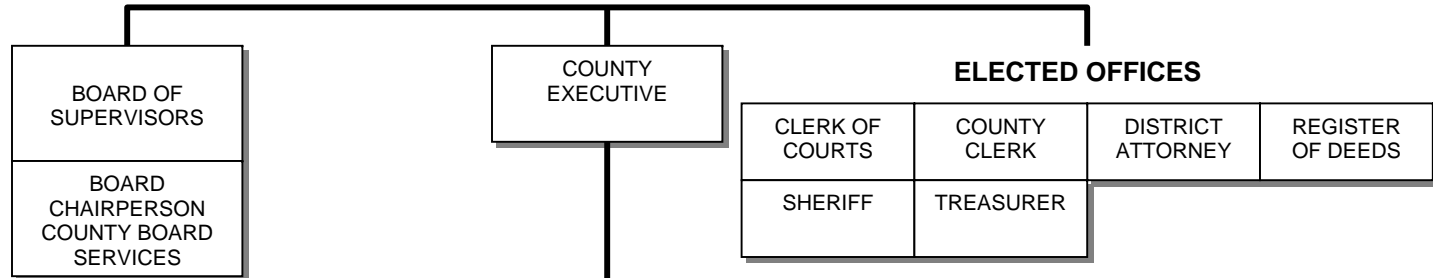 BOARD OF
SUPERVISORS
BOARD
CHAIRPERSON
COUNTY BOARD
SERVICES
COUNTY
EXECUTIVE
ELECTED OFFICES
CLERK OF
COURTS
COUNTY
CLERK
DISTRICT
ATTORNEY
REGISTER
OF DEEDS
SHERIFF
TREASURER